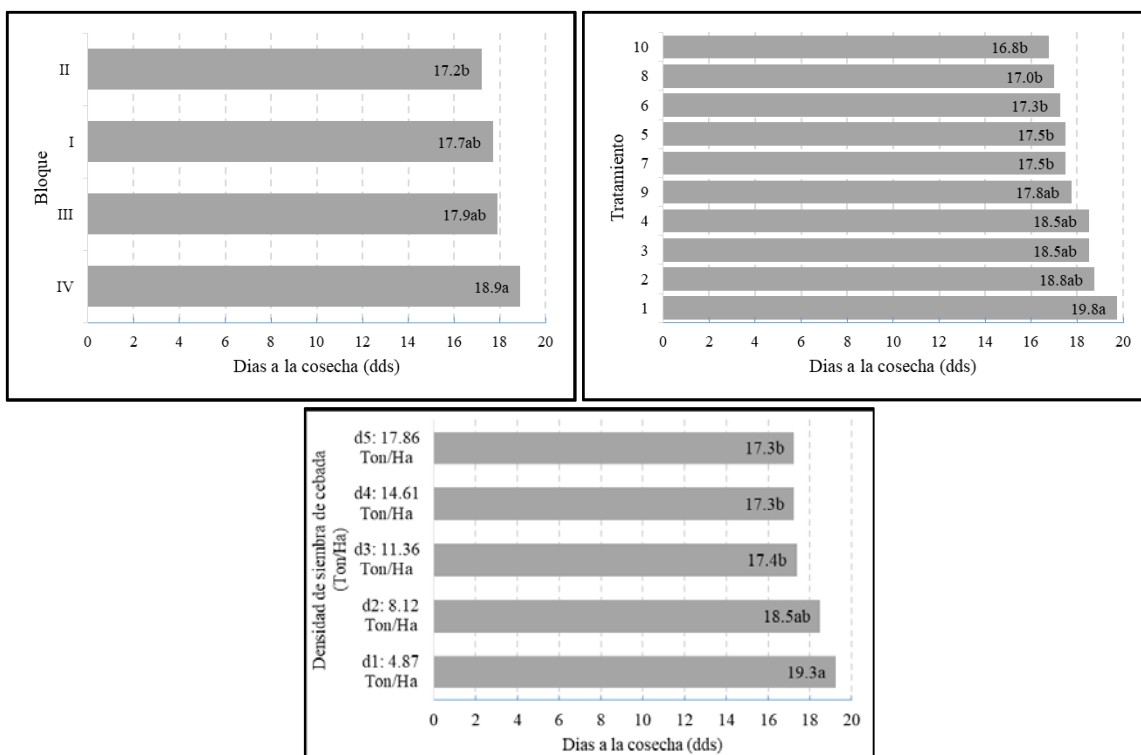 Bloque
II
17.2b
I
17.7ab
III
17.9ab
IV
18.9a
0 2 4 6 8 10 12 14 16 18 20
Dias a la cosecha (dds)
Tratamiento
10
16.8b
8
17.0b
6
17.3b
5
17.5b
7
17.5b
9
17.8ab
4
18.5ab
3
18.5ab
2
18.8ab
1
19.8a
0 2 4 6 8 10 12 14 16 18 20
Dias a la cosecha (dds)
Densidad de siembra de cebada
(Ton/Ha)
d5: 17.86
Ton/Ha
17.3b
d4: 14.61
Ton/Ha
17.3b
d3: 11.36
Ton/Ha
17.4b
d2: 8.12
Ton/Ha
18.5ab
d1: 4.87
Ton/Ha
19.3a
0 2 4 6 8 10 12 14 16 18 20
Dias a la cosecha (dds)